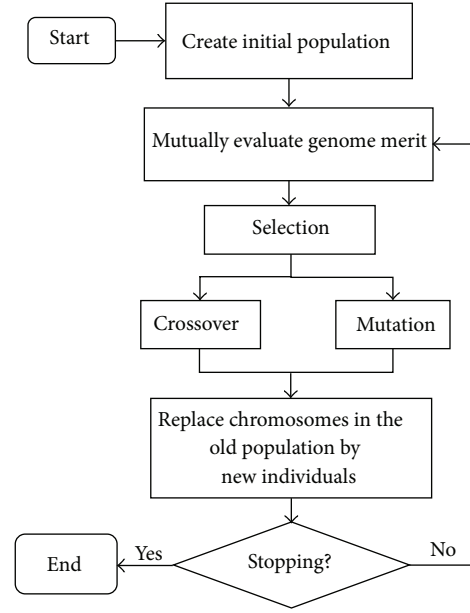 Start
Create initial population
Mutually evaluate genome merit
Selection
Crossover
Mutation
Replace chromosomes in the
old population by
new individuals
End
Yes
Stopping?
No